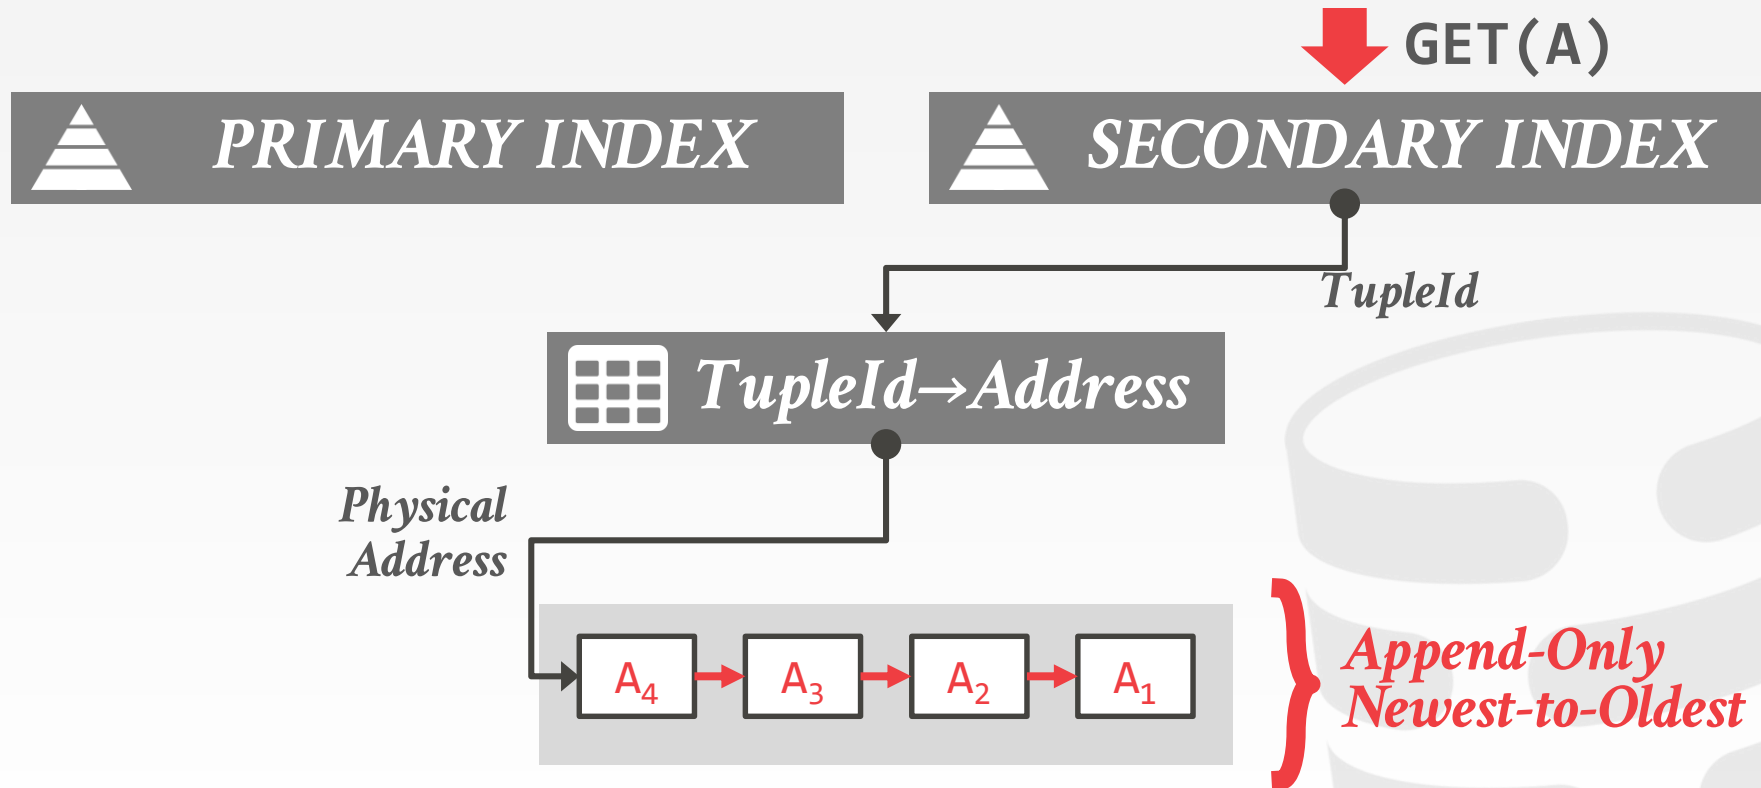 GET(A)
PRIMARY INDEX
SECONDARY INDEX
TupleId
TupleId→Address
Physical
Address
A₄
A₃
A₂
A₁
Append-Only
Newest-to-Oldest